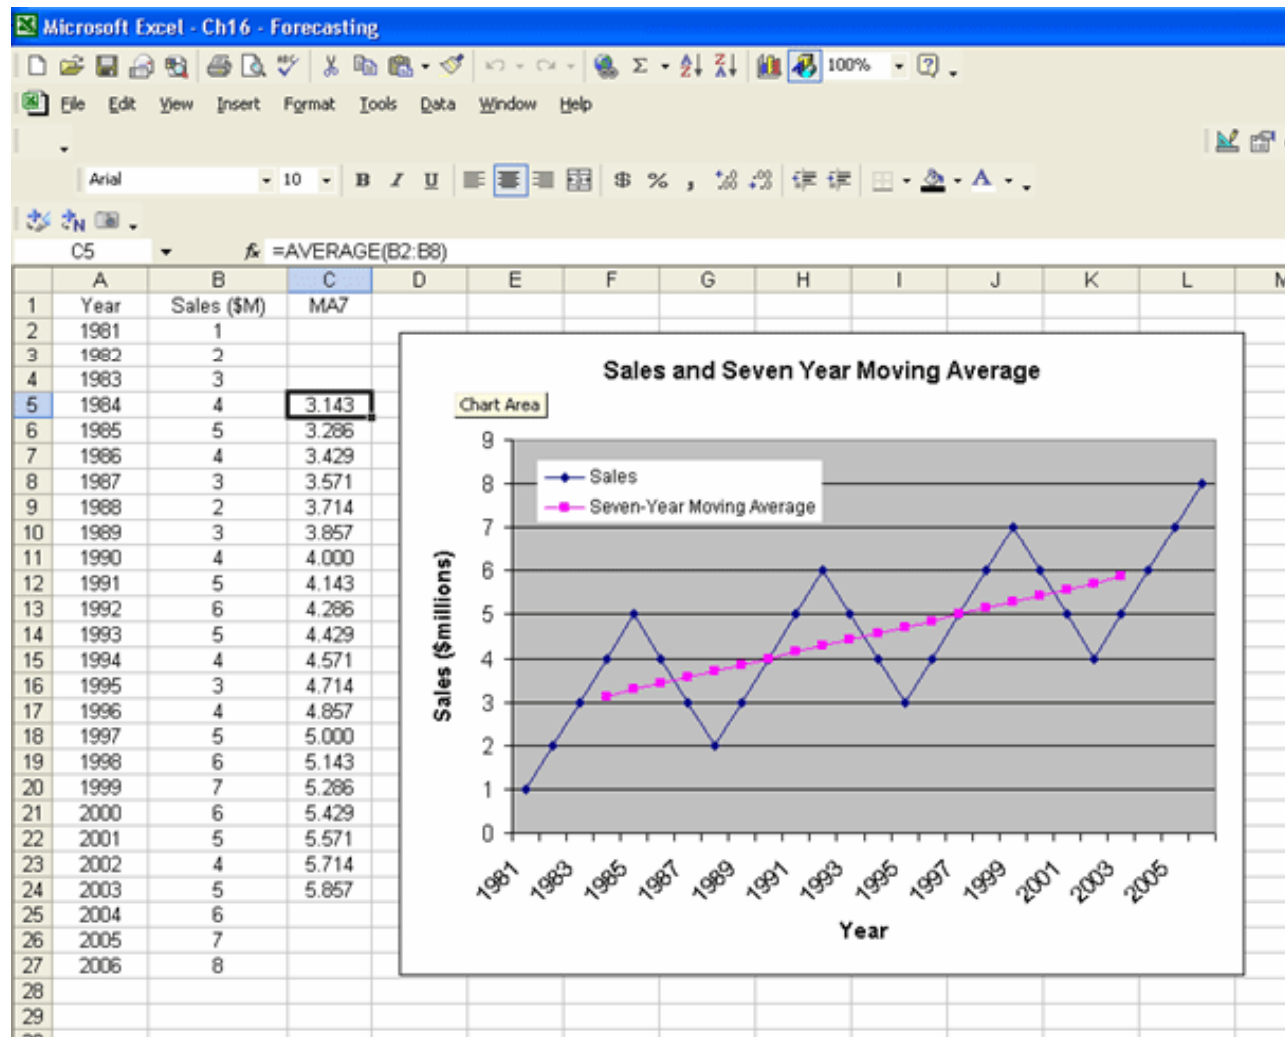 Microsoft Excel - Ch16 - Forecasting
ABC 100%
File Edit View Insert Format Tools Data Window Help
Arial 10 B I U $ % , A
C5 fx =AVERAGE(B2:B8)
A B C D E F G H I J K L M
1 Year Sales ($M) MA7
2 1981 1
3 1982 2
4 1983 3
5 1984 4 3.143
6 1985 5 3.286
7 1986 4 3.429
8 1987 3 3.571
9 1988 2 3.714
10 1989 3 3.857
11 1990 4 4.000
12 1991 5 4.143
13 1992 6 4.286
14 1993 5 4.429
15 1994 4 4.571
16 1995 3 4.714
17 1996 4 4.857
18 1997 5 5.000
19 1998 6 5.143
20 1999 7 5.286
21 2000 6 5.429
22 2001 5 5.571
23 2002 4 5.714
24 2003 5 5.857
25 2004 6
26 2005 7
27 2006 8
28
29
Sales and Seven Year Moving Average
Chart Area
Sales
Seven-Year Moving Average
Sales ($millions)
9
8
7
6
5
4
3
2
1
0
1981 1983 1985 1987 1989 1991 1993 1995 1997 1999 2001 2003 2005
Year